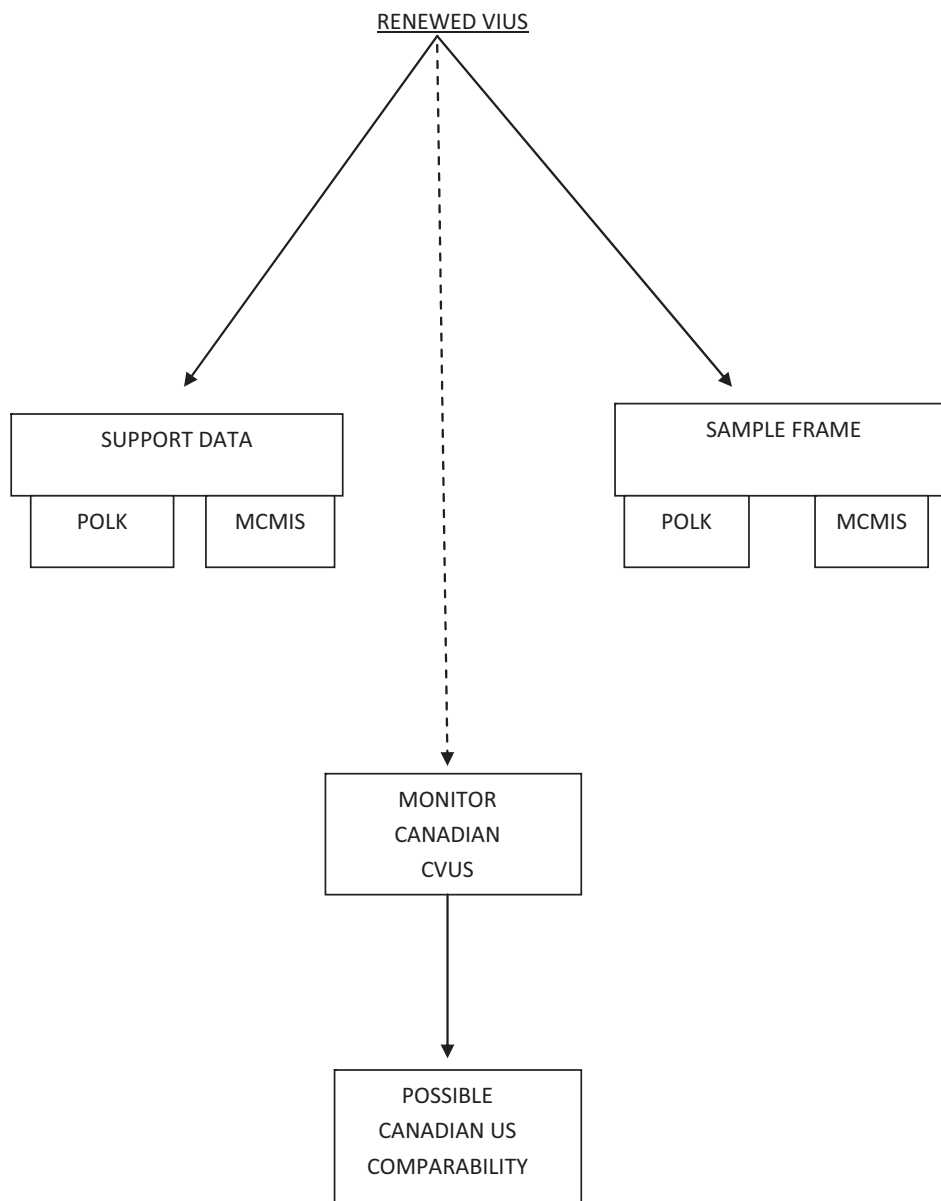 RENEWED VIUS
SUPPORT DATA
POLK
MCMIS
SAMPLE FRAME
POLK
MCMIS
MONITOR
CANADIAN
CVUS
POSSIBLE
CANADIAN US
COMPARABILITY